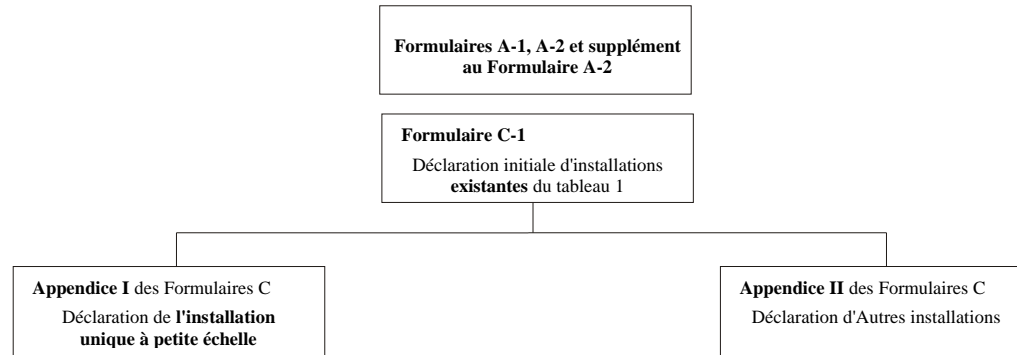 Formulaires A-1, A-2 et supplément
au Formulaire A-2
Formulaire C-1
Déclaration initiale d'installations
existantes du tableau 1
Appendice I des Formulaires C
Déclaration de l'installation
unique à petite échelle
Appendice II des Formulaires C
Déclaration d'Autres installations